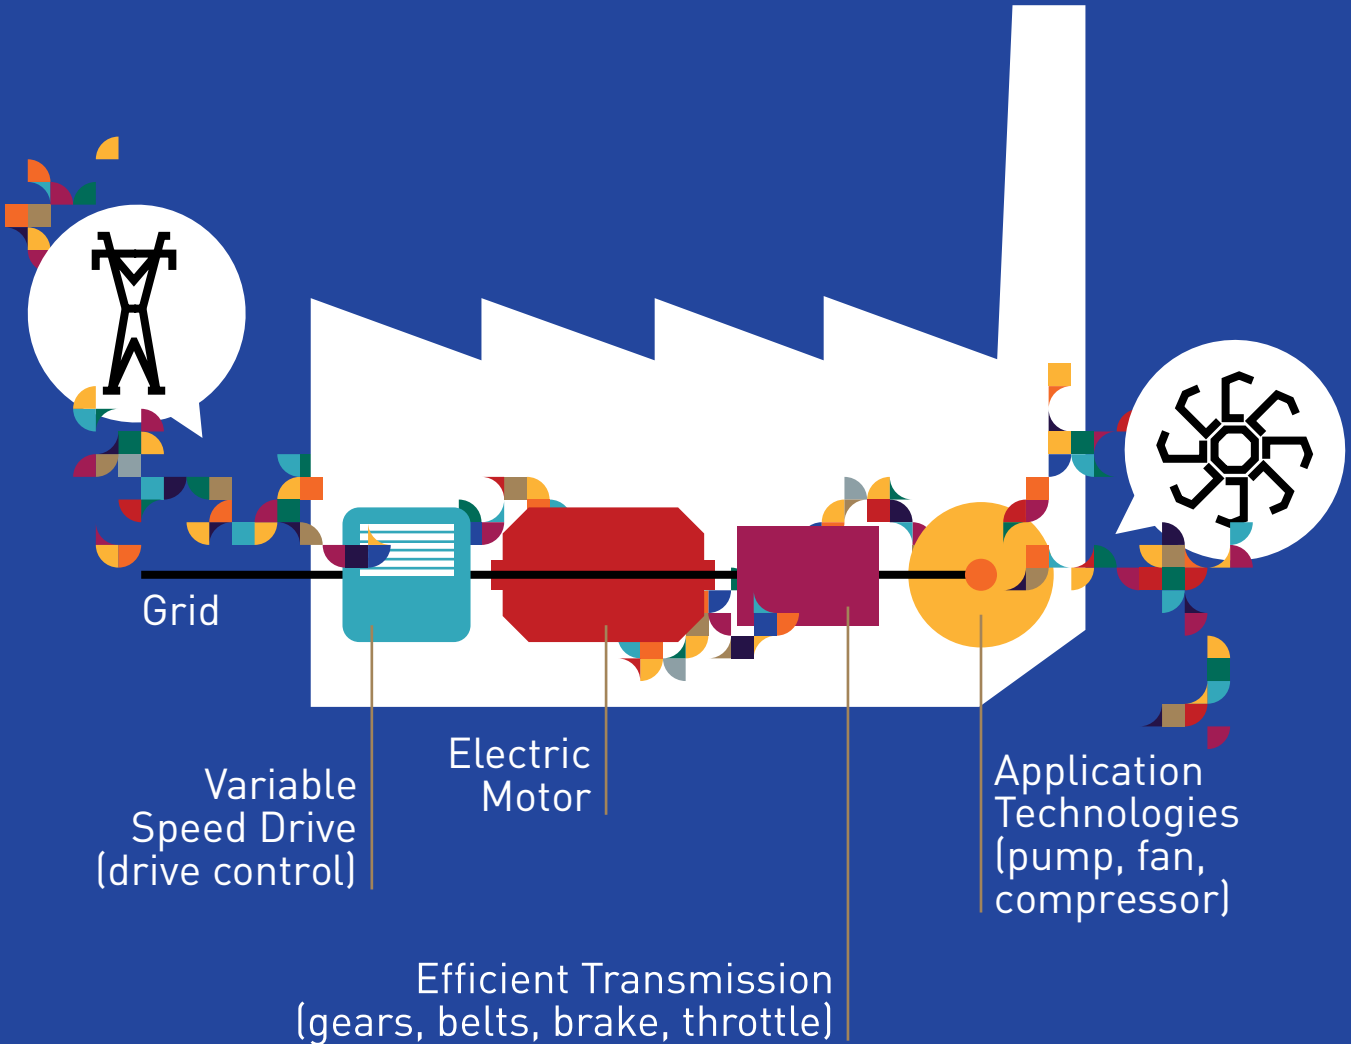 Grid
Variable
Speed Drive
(drive control)
Electric
Motor
Efficient Transmission
(gears, belts, brake, throttle)
Application
Technologies
(pump, fan,
compressor)